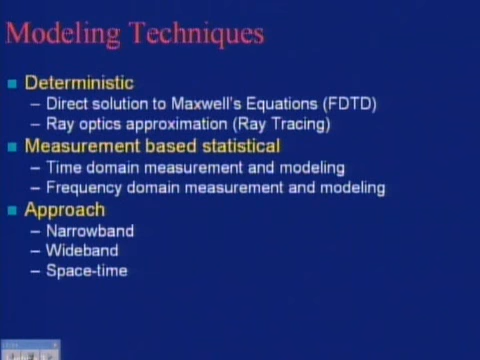 Modeling Techniques
Deterministic
– Direct solution to Maxwell's Equations (FDTD)
– Ray optics approximation (Ray Tracing)
Measurement based statistical
– Time domain measurement and modeling
– Frequency domain measurement and modeling
Approach
– Narrowband
– Wideband
– Space-time